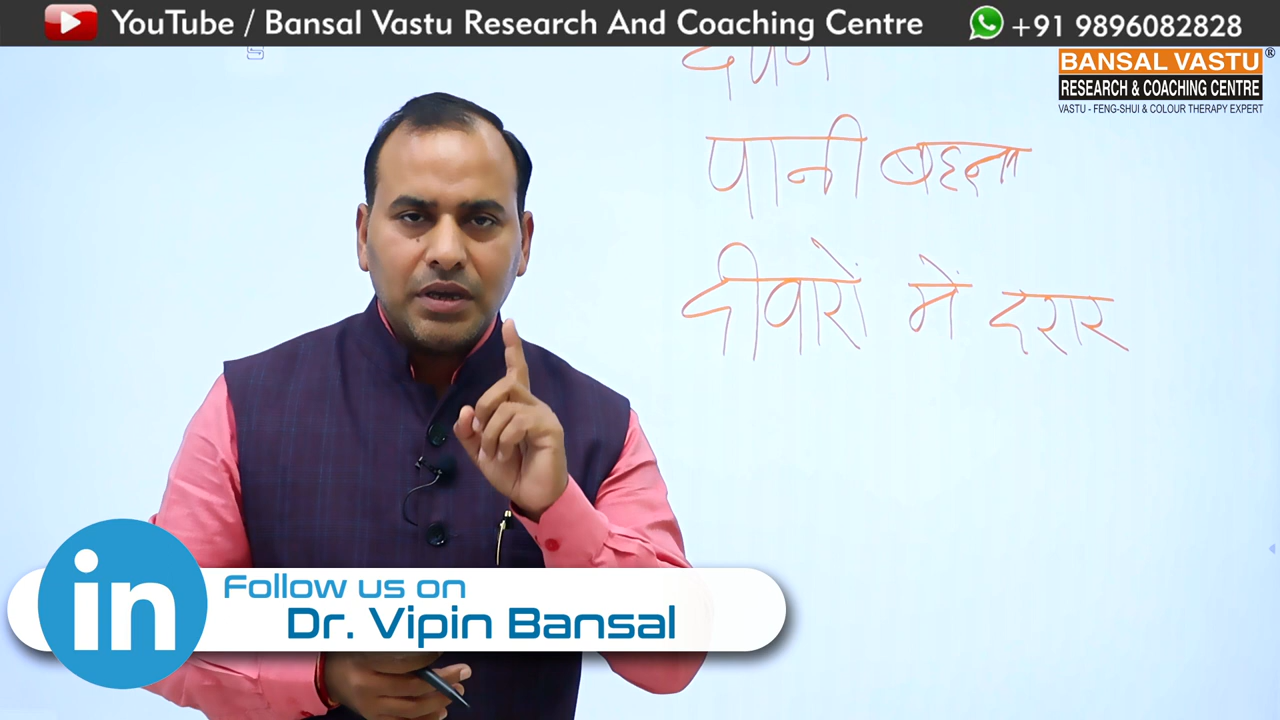 YouTube / Bansal Vastu Research And Coaching Centre
+91 9896082828
BANSAL VASTU®
RESEARCH & COACHING CENTRE
VASTU - FENG-SHUI & COLOUR THERAPY EXPERT
पानी बहना
दीवारों में दरार
in
Follow us on
Dr. Vipin Bansal